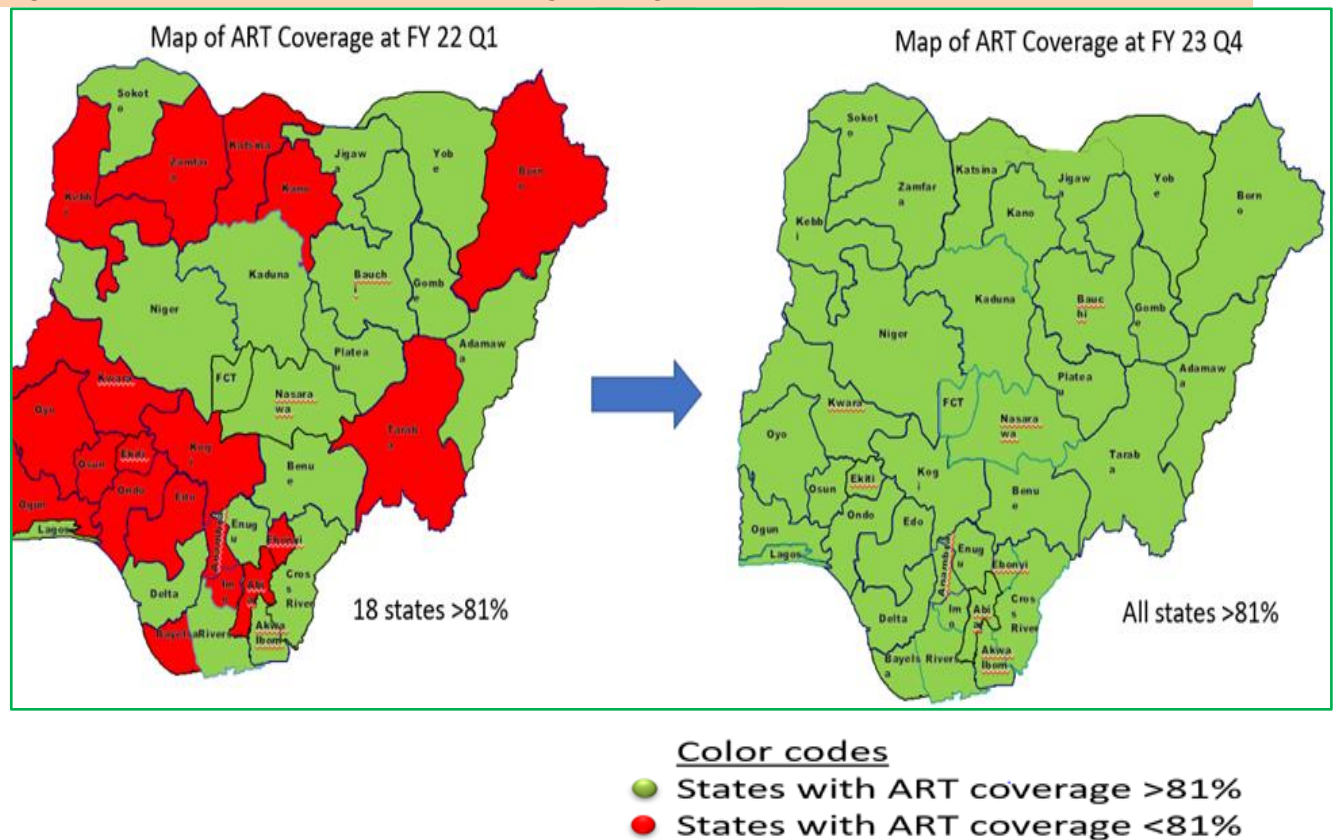 Map of ART Coverage at FY 22 Q1
Sokot
o
Zamfar
a
Katsina
Kano
Jigaw
a
Yob
e
Born
o
Kebb
i
Kaduna
Bauch
i
Gomb
e
Niger
Adamaw
a
Platea
u
FCT
Nasara
wa
Kwara
Oyo
Tarab
a
Kog
i
Osun
Ekiti
Benu
e
Ondo
Edo
Ogun
Lagos
Anambra
Enug
u
Ebonyi
Delta
Im
o
Abi
a
Cros
s
River
Bayelsa
Rivers
Akwa
Ibom
18 states >81%
Map of ART Coverage at FY 23 Q4
Sokot
o
Zamfar
a
Katsina
Kano
Jigaw
a
Yob
e
Born
o
Kebb
i
Kaduna
Bauc
hi
Gomb
e
Niger
Adamaw
a
Platea
u
FCT
Nasara
wa
Kwara
Oyo
Tarab
a
Kog
i
Osun
Ekiti
Benu
e
Ondo
Edo
Ogun
Lagos
Anambra
Enug
u
Ebonyi
Delta
Im
o
Abi
a
Cros
s
River
Bayels
a
Rivers
Akwa
Ibom
All states >81%
Color codes
States with ART coverage >81%
States with ART coverage <81%